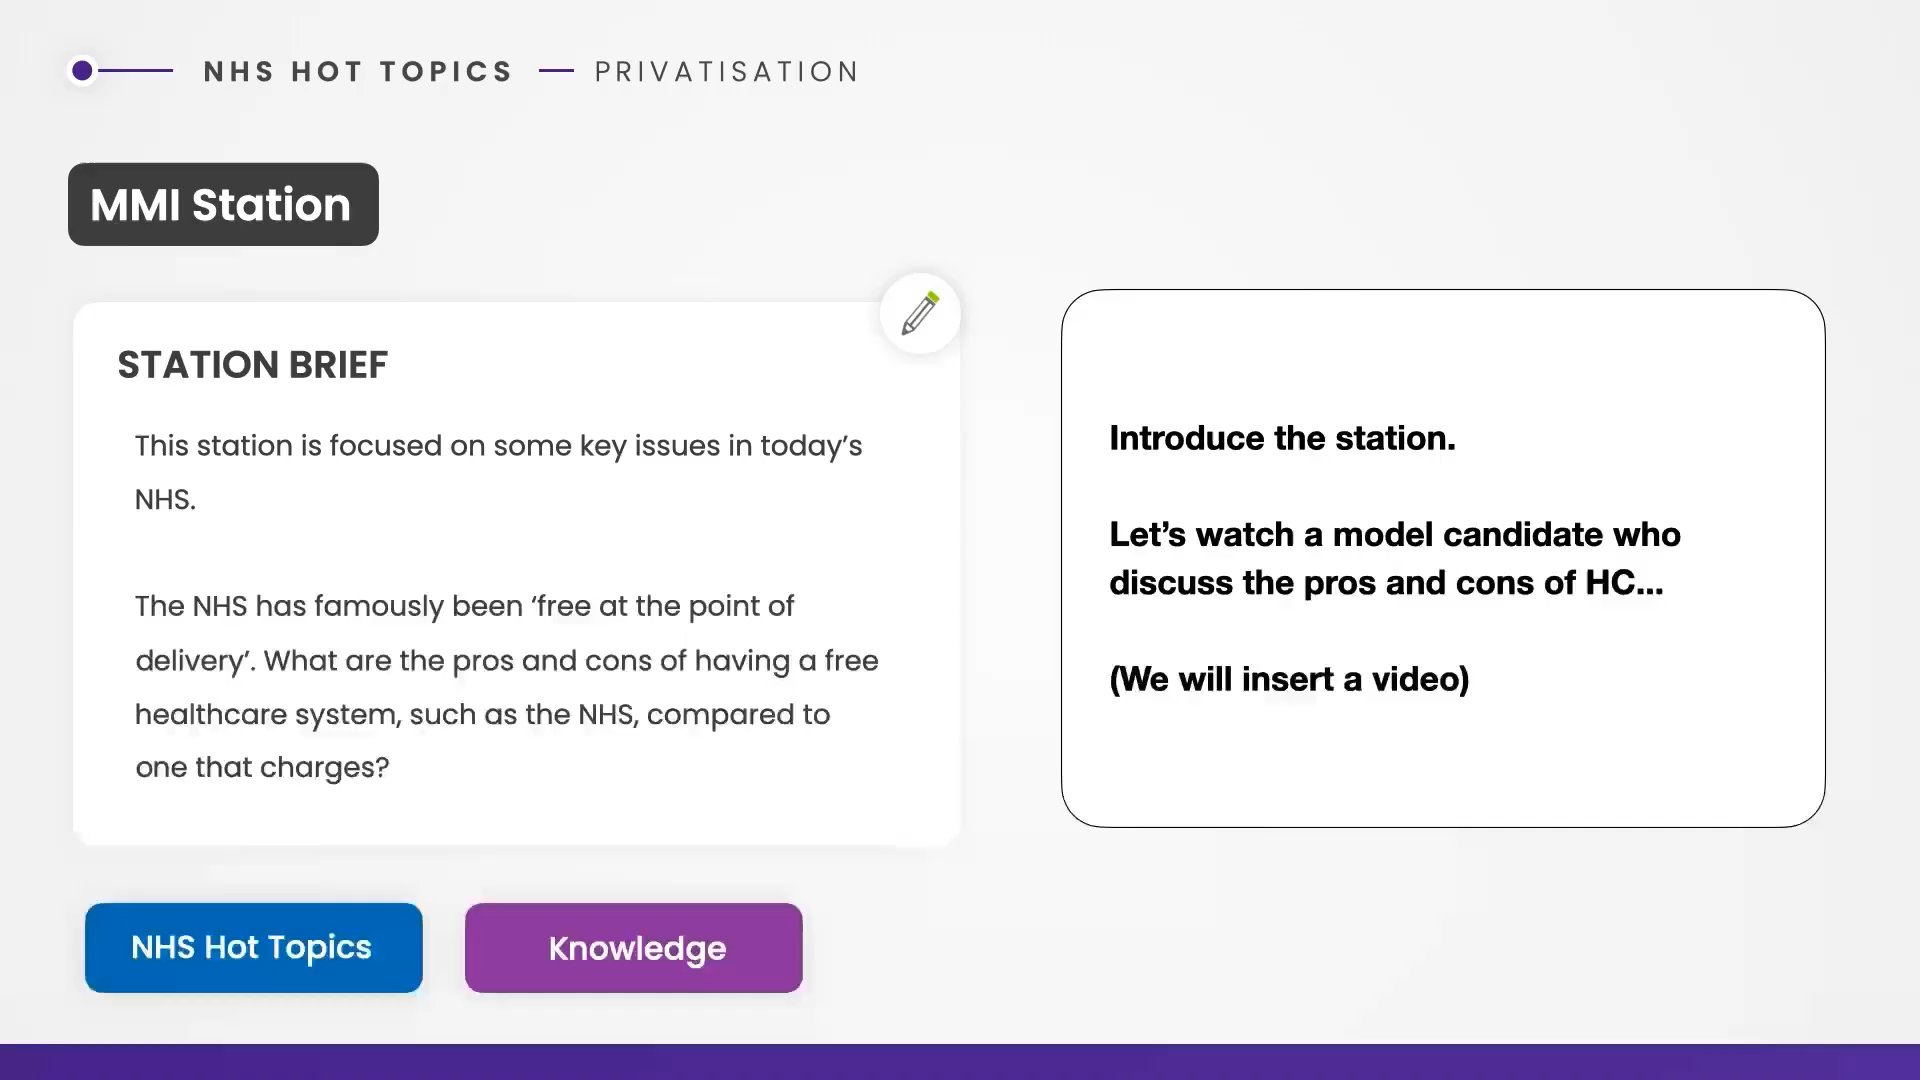 NHS HOT TOPICS — PRIVATISATION
MMI Station
STATION BRIEF
This station is focused on some key issues in today’s
NHS.
The NHS has famously been ‘free at the point of
delivery’. What are the pros and cons of having a free
healthcare system, such as the NHS, compared to
one that charges?
Introduce the station.
Let’s watch a model candidate who
discuss the pros and cons of HC...
(We will insert a video)
NHS Hot Topics
Knowledge